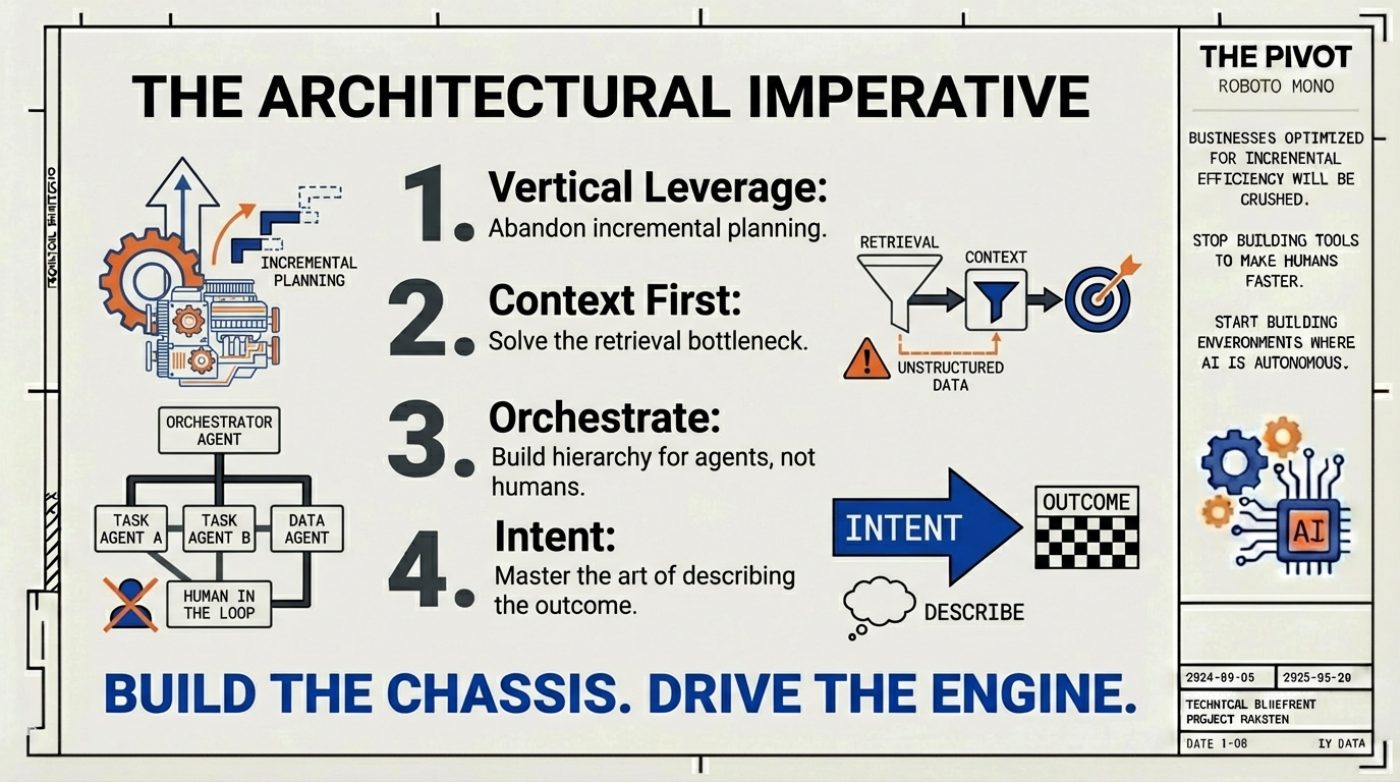 THE ARCHITECTURAL IMPERATIVE
INCREMENTAL
PLANNING
1. Vertical Leverage:
Abandon incremental planning.
2. Context First:
Solve the retrieval bottleneck.
RETRIEVAL
CONTEXT
UNSTRUCTURED
DATA
ORCHESTRATOR
AGENT
TASK
AGENT A
TASK
AGENT B
DATA
AGENT
HUMAN IN
THE LOOP
3. Orchestrate:
Build hierarchy for agents, not
humans.
4. Intent:
Master the art of describing
the outcome.
INTENT
OUTCOME
DESCRIBE
BUILD THE CHASSIS. DRIVE THE ENGINE.
THE PIVOT
ROBOTO MONO
BUSINESSES OPTIMIZED
FOR INCRENENTAL
EFFICIENCY WILL BE
CRUSHED.
STOP BUILDING TOOLS
TO MAKE HUMANS
FASTER.
START BUILDING
ENVIRONMENTS WHERE
AI IS AUTONOMOUS.
AI
2924-09-05
2925-95-20
TECHNTCAL BLIIEFRENT
PRGJECT RAKSTEN
DATE 1-08
IY DATA